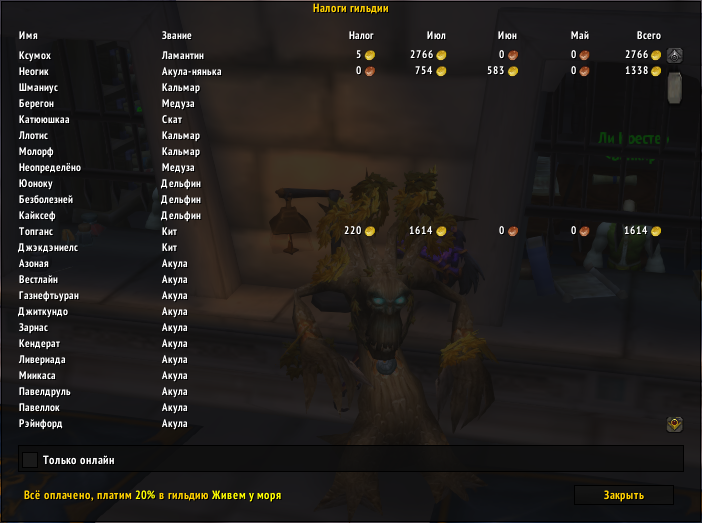 Налоги гильдии
Имя Звание Налог Июл Июн Май Всего
Ксумох Ламантин 5 2766 0 0 2766
Неогик Акула-нянька 0 754 583 0 1338
Шманиус Кальмар
Берегон Медуза
Катююшкаа Скат
Ллотис Кальмар
Молорф Кальмар
Неопределёно Медуза
Юоноку Дельфин
Безболезней Дельфин
Кайксеф Дельфин
Топганс Кит 220 1614 0 0 1614
Джэкдэниелс Кит
Азоная Акула
Вестлайн Акула
Газнефтьуран Акула
Джиткундо Акула
Зарнас Акула
Кендерат Акула
Ливериада Акула
Миикаса Акула
Павелдруль Акула
Павеллок Акула
Рэйнфорд Акула
Только онлайн
Всё оплачено, платим 20% в гильдию Живем у моря
Закрыть